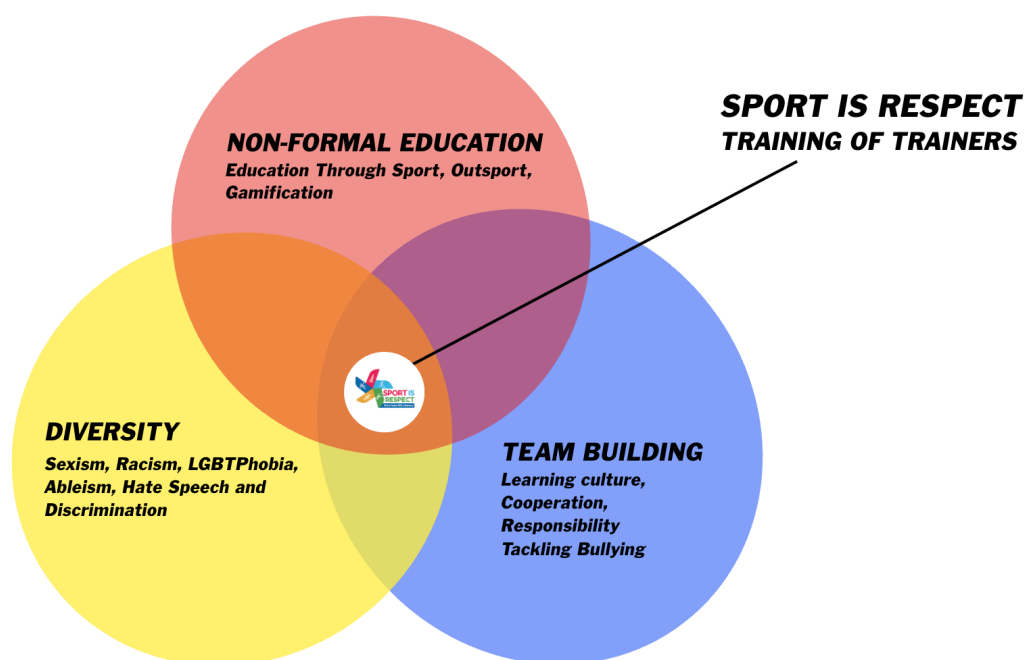 SPORT IS RESPECT
TRAINING OF TRAINERS
NON-FORMAL EDUCATION
Education Through Sport, Outsport,
Gamification
SPORT IS
RESPECT
DIVERSITY
Sexism, Racism, LGBTPhobia,
Ableism, Hate Speech and
Discrimination
TEAM BUILDING
Learning culture,
Cooperation,
Responsibility
Tackling Bullying